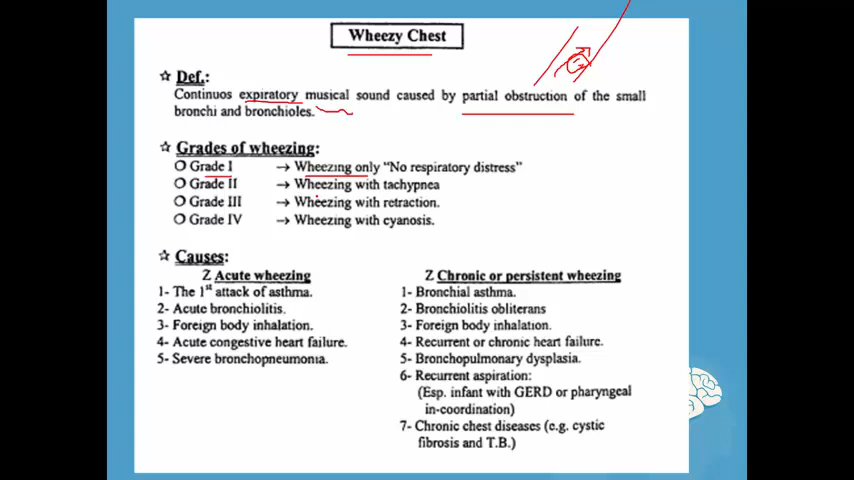 Wheezy Chest
☆ Def.:
Continuos expiratory musical sound caused by partial obstruction of the small
bronchi and bronchioles.
☆ Grades of wheezing:
O Grade I → Wheezing only "No respiratory distress"
O Grade II → Wheezing with tachypnea
O Grade III → Wheezing with retraction.
O Grade IV → Wheezing with cyanosis.
☆ Causes:
Z Acute wheezing
1- The 1st attack of asthma.
2- Acute bronchiolitis.
3- Foreign body inhalation.
4- Acute congestive heart failure.
5- Severe bronchopneumonia.
Z Chronic or persistent wheezing
1- Bronchial asthma.
2- Bronchiolitis obliterans
3- Foreign body inhalation.
4- Recurrent or chronic heart failure.
5- Bronchopulmonary dysplasia.
6- Recurrent aspiration:
(Esp. infant with GERD or pharyngeal
in-coordination)
7- Chronic chest diseases (e.g. cystic
fibrosis and T.B.)